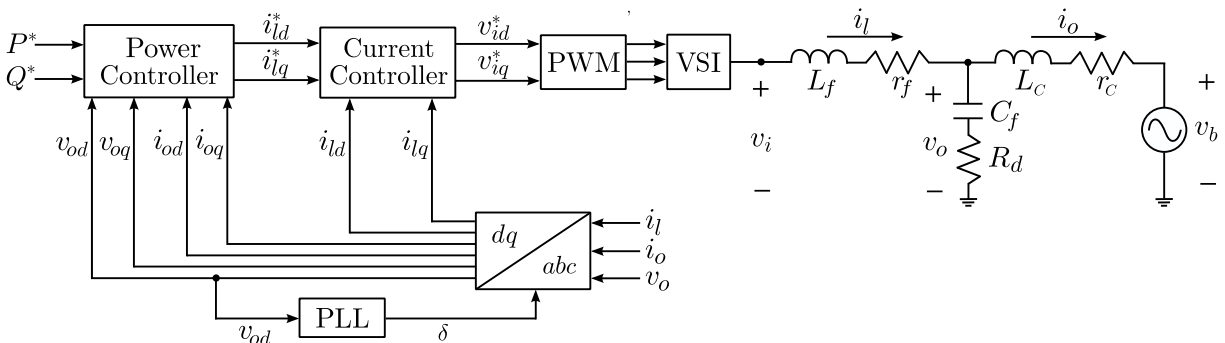 P*
Q*
Power Controller
i*ld
i*lq
Current Controller
v*id
v*iq
PWM
VSI
Lf
rf
il
Lc
rc
io
+
vi
−
+
vo
−
Cf
Rd
+
vb
−
vod
voq
iod
ioq
ild
ilq
dq
abc
il
io
vo
vod
PLL
δ